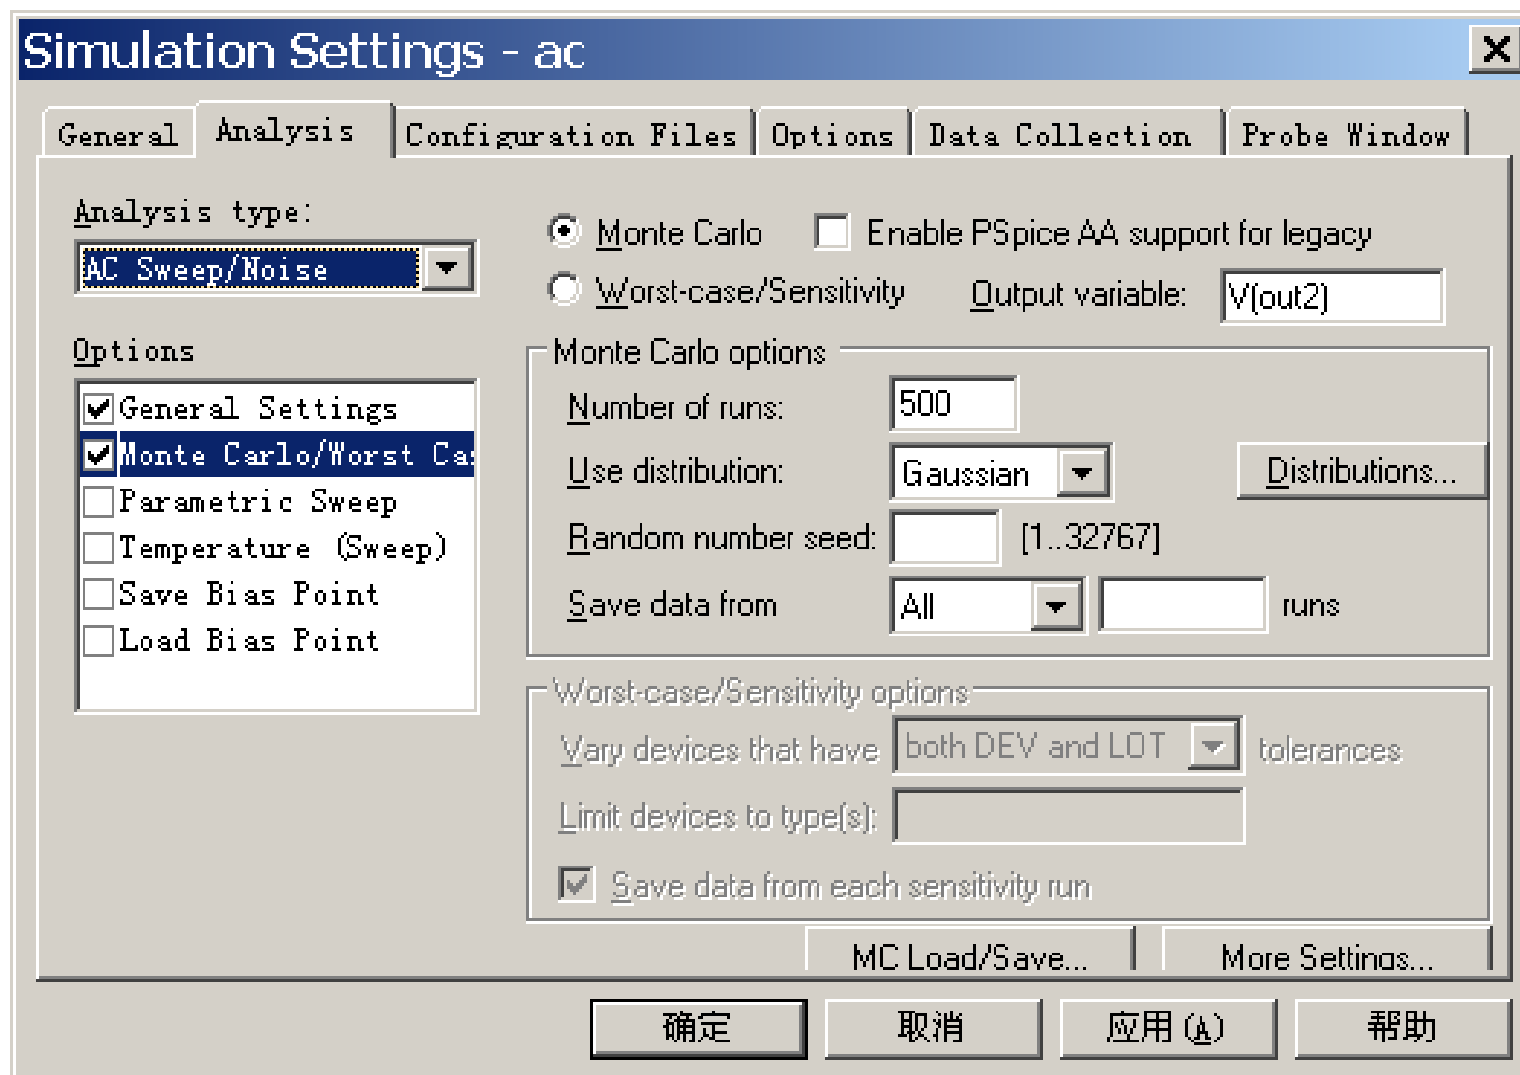 Simulation Settings - ac
General Analysis Configuration Files Options Data Collection Probe Window
Analysis type:
AC Sweep/Noise
Options
General Settings
Monte Carlo/Worst Cas
Parametric Sweep
Temperature (Sweep)
Save Bias Point
Load Bias Point
Monte Carlo Enable PSpice AA support for legacy
Worst-case/Sensitivity Output variable: V(out2)
Monte Carlo options
Number of runs: 500
Use distribution: Gaussian Distributions...
Random number seed: [1..32767]
Save data from All runs
Worst-case/Sensitivity options
Vary devices that have both DEV and LOT tolerances
Limit devices to type(s):
Save data from each sensitivity run
MC Load/Save... More Settings...
确定 取消 应用(A) 帮助